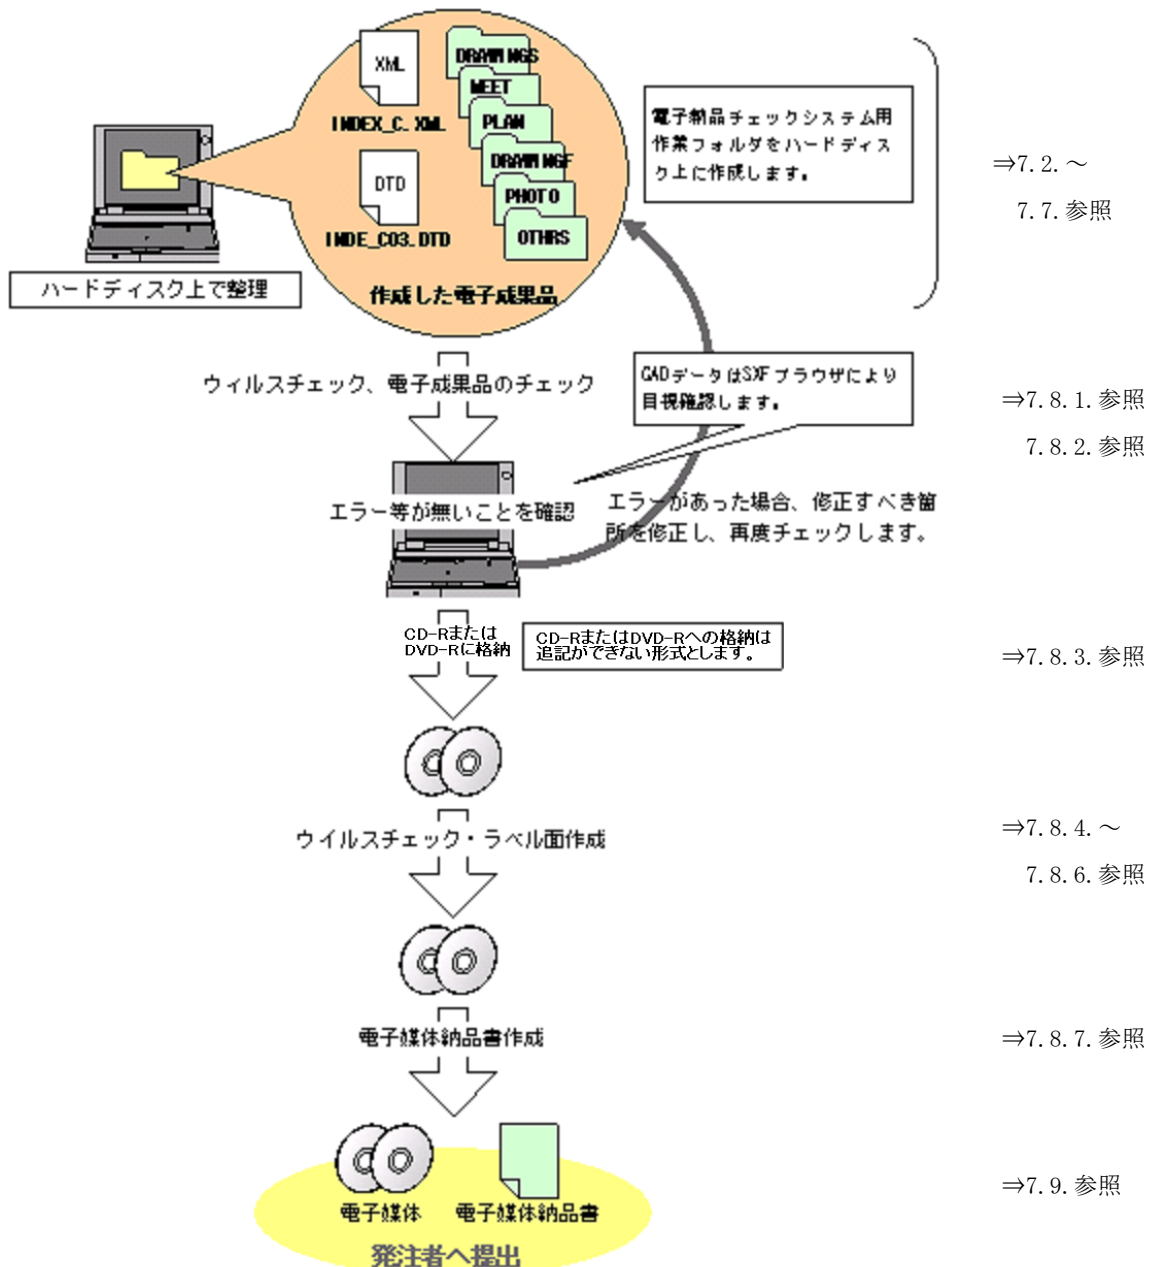 XML
INDEX_C.XML
DTD
INDE_C03.DTD
DRAWINGS
MEET
PLAN
DRAWINGF
PHOTO
OTHRS
作成した電子成果品
ハードディスク上で整理
電子納品チェックシステム用
作業フォルダをハードディス
ク上に作成します。
⇒7.2.～
7.7.参照
ウィルスチェック、電子成果品のチェック
CADデータはSXFブラウザにより
目視確認します。
⇒7.8.1.参照
7.8.2.参照
エラー等が無いことを確認
エラーがあった場合、修正すべき箇
所を修正し、再度チェックします。
CD-Rまたは
DVD-Rに格納
CD-RまたはDVD-Rへの格納は
追記ができない形式とします。
⇒7.8.3.参照
ウイルスチェック・ラベル面作成
⇒7.8.4.～
7.8.6.参照
電子媒体納品書作成
⇒7.8.7.参照
電子媒体
電子媒体納品書
発注者へ提出
⇒7.9.参照